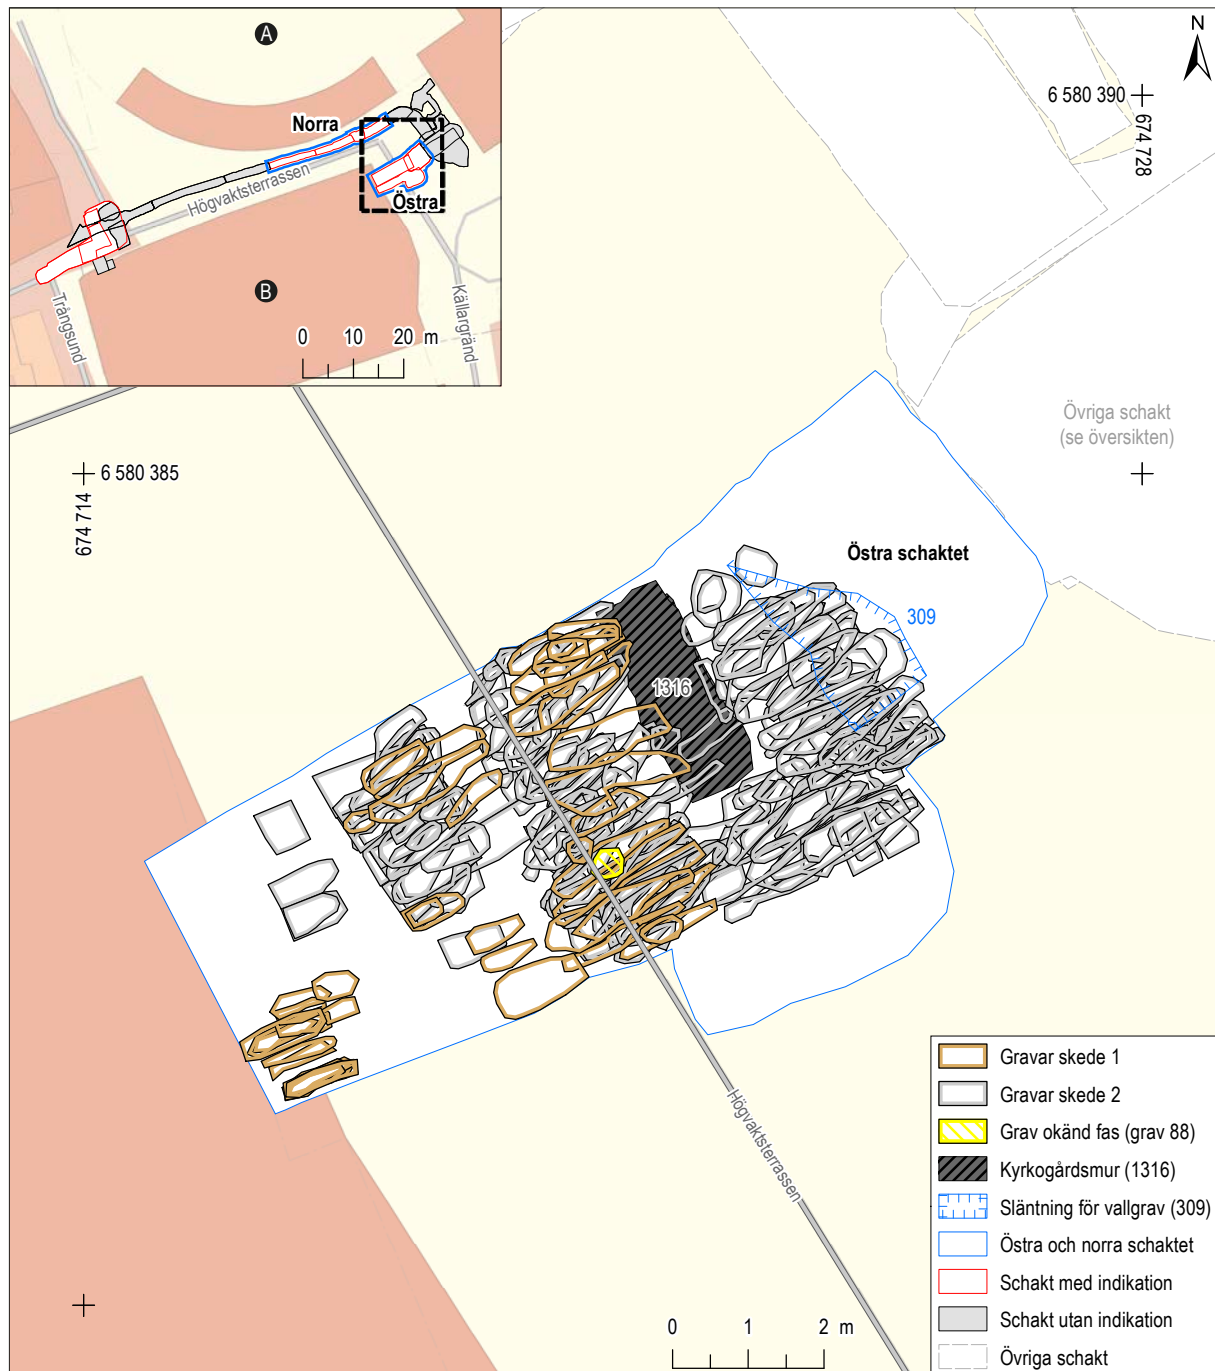 A
Norra
Högvaktsterrassen
Östra
B
Trångsund
Källargränd
0 10 20 m
N
6 580 390
674 728
Övriga schakt
(se översikten)
6 580 385
674 714
Östra schaktet
309
1316
Högvaktsterrassen
0 1 2 m
Gravar skede 1
Gravar skede 2
Grav okänd fas (grav 88)
Kyrkogårdsmur (1316)
Släntning för vallgrav (309)
Östra och norra schaktet
Schakt med indikation
Schakt utan indikation
Övriga schakt